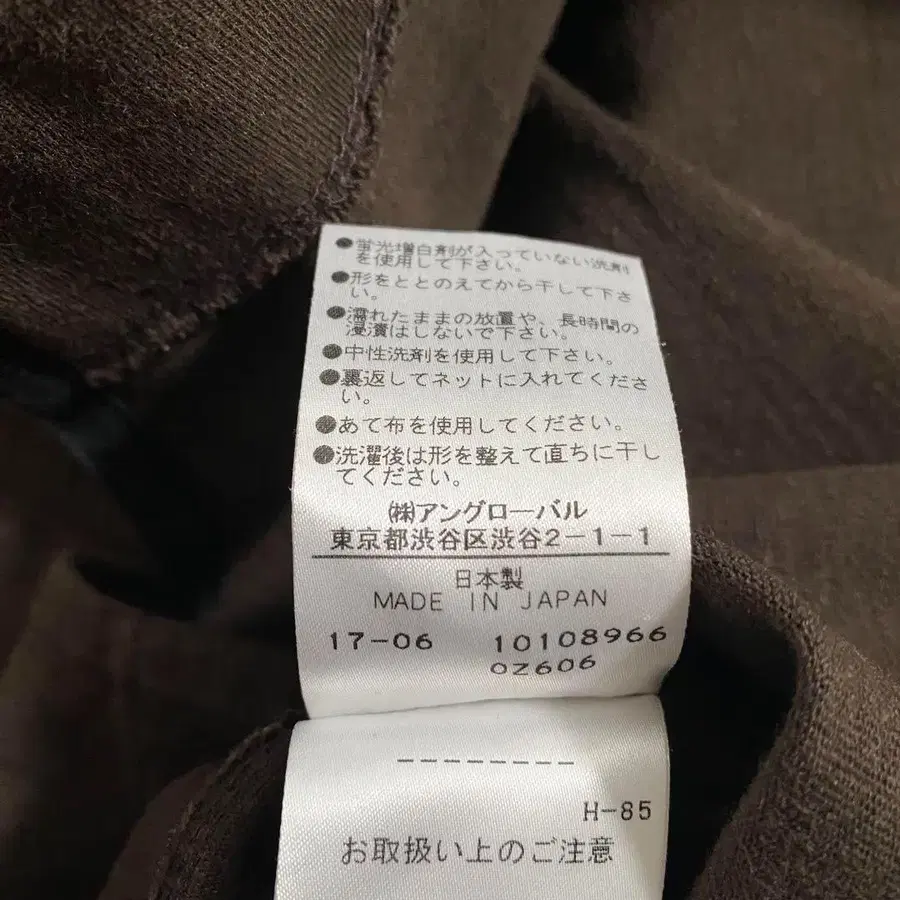 ●蛍光増白剤が入っていない洗剤
を使用して下さい。
●形をととのえてから干して下さ
い。
●濡れたままの放置や、長時間の
浸漬はしないで下さい。
●中性洗剤を使用して下さい。
●裏返してネットに入れてくださ
い。
●あて布を使用してください。
●洗濯後は形を整えて直ちに干し
てください。
㈱アングローバル
東京都渋谷区渋谷2-1-1
日本製
MADE IN JAPAN
17-06 101089660
OZ606
--------
H-85
お取扱い上のご注意